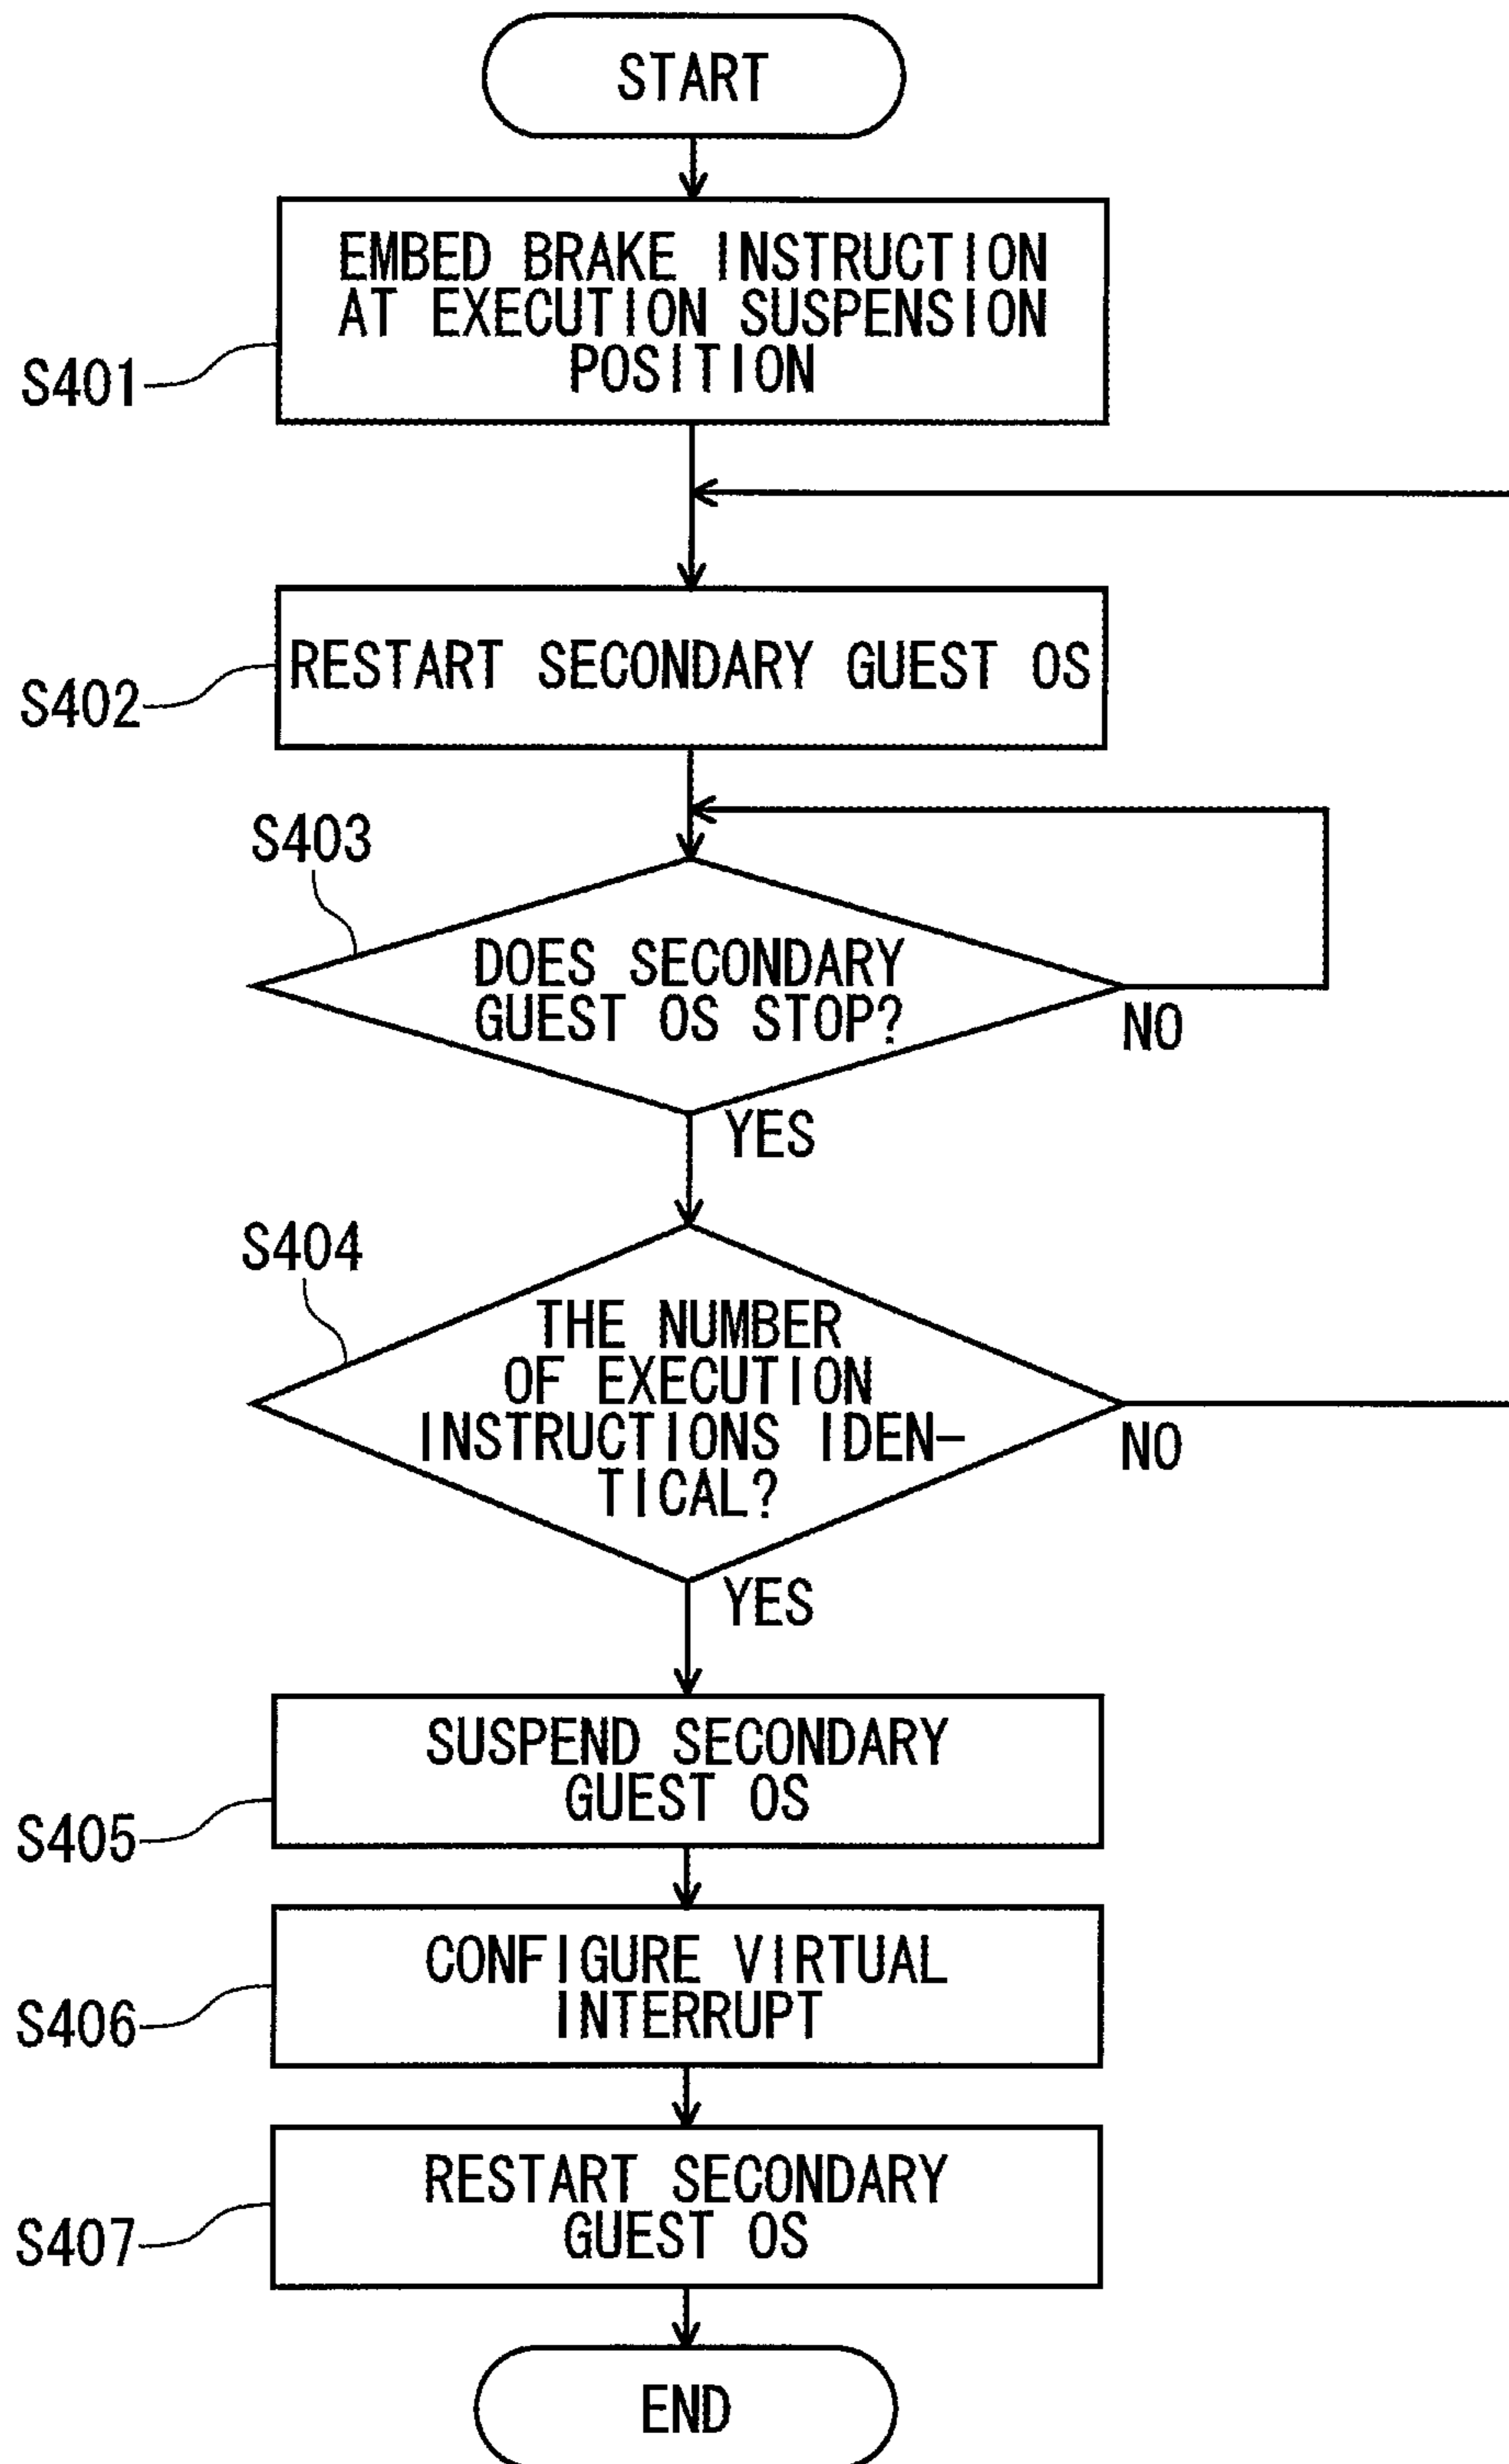 START
EMBED BRAKE INSTRUCTION
AT EXECUTION SUSPENSION
POSITION
S401
RESTART SECONDARY GUEST OS
S402
S403
DOES SECONDARY
GUEST OS STOP?
NO
YES
S404
THE NUMBER
OF EXECUTION
INSTRUCTIONS IDEN-
TICAL?
NO
YES
SUSPEND SECONDARY
GUEST OS
S405
CONFIGURE VIRTUAL
INTERRUPT
S406
RESTART SECONDARY
GUEST OS
S407
END